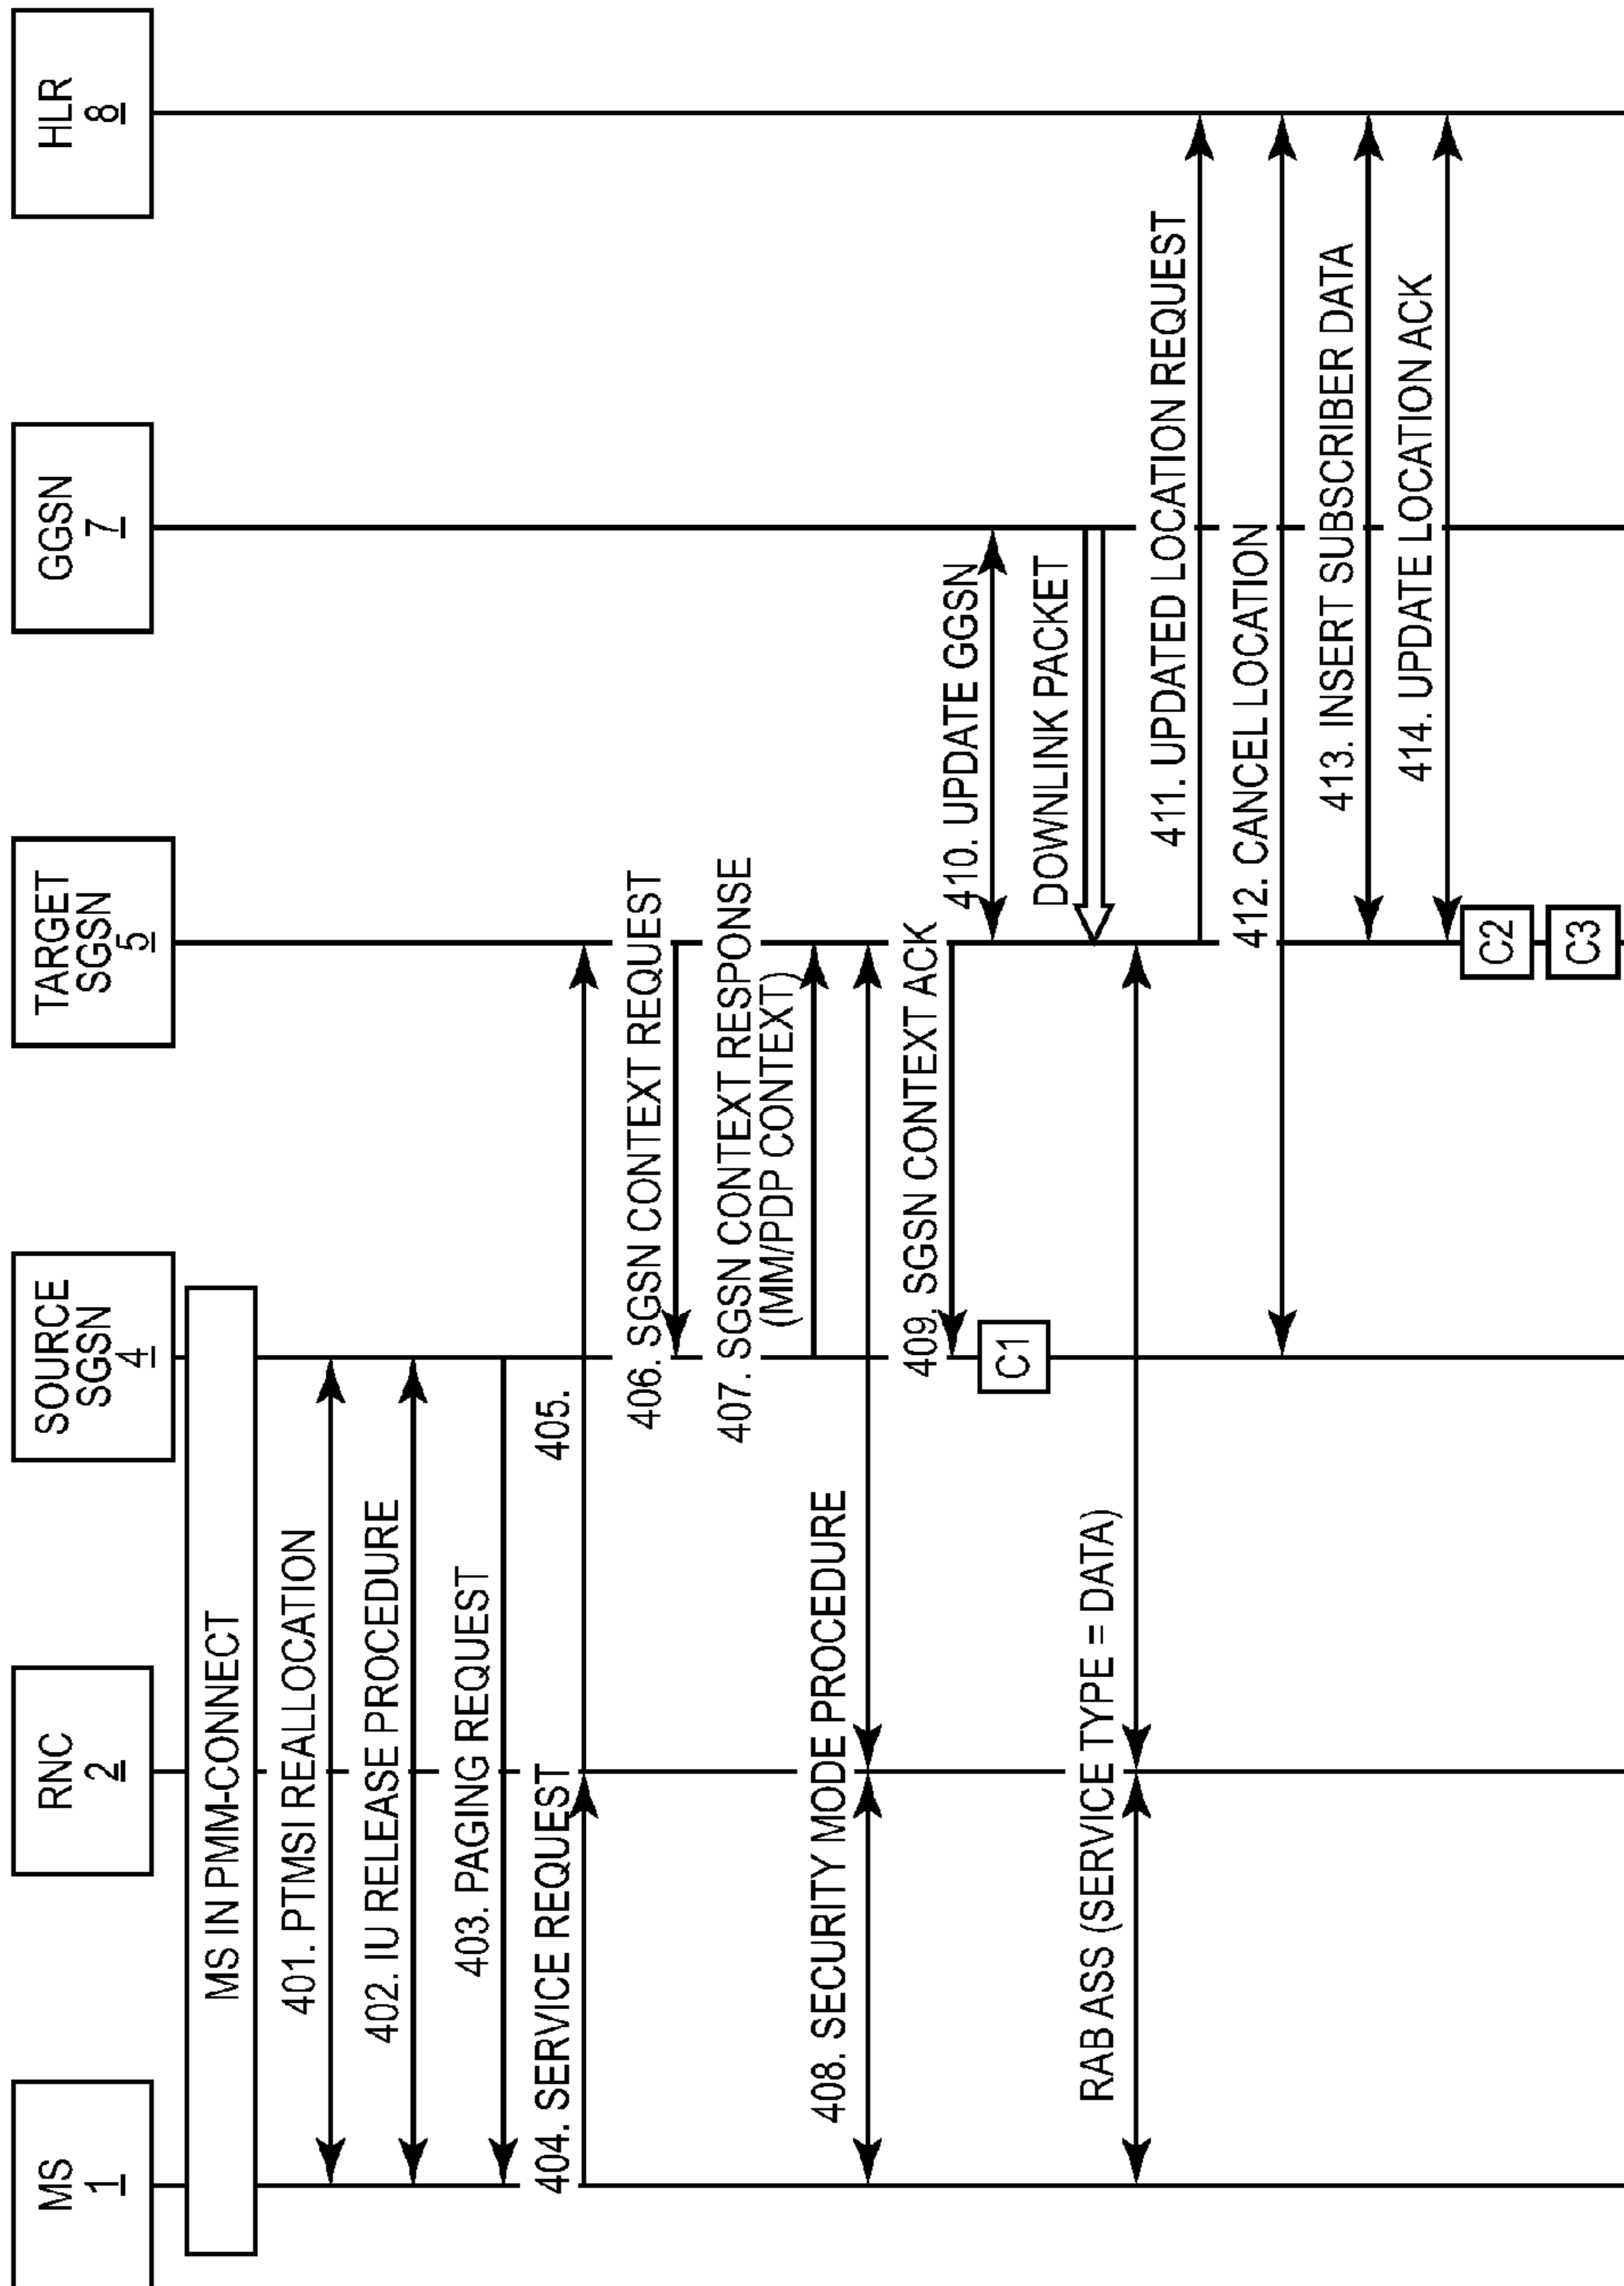 MS
1
RNC
2
SOURCE
SGSN
4
TARGET
SGSN
5
GGSN
7
HLR
8
MS IN PMM-CONNECT
401. PTMSI REALLOCATION
402. IU RELEASE PROCEDURE
403. PAGING REQUEST
404. SERVICE REQUEST
405.
406. SGSN CONTEXT REQUEST
407. SGSN CONTEXT RESPONSE
(MM/PDP CONTEXT)
408. SECURITY MODE PROCEDURE
409. SGSN CONTEXT ACK
C1
410. UPDATE GGSN
DOWNLINK PACKET
RAB ASS (SERVICE TYPE = DATA)
411. UPDATED LOCATION REQUEST
412. CANCEL LOCATION
413. INSERT SUBSCRIBER DATA
414. UPDATE LOCATION ACK
C2
C3